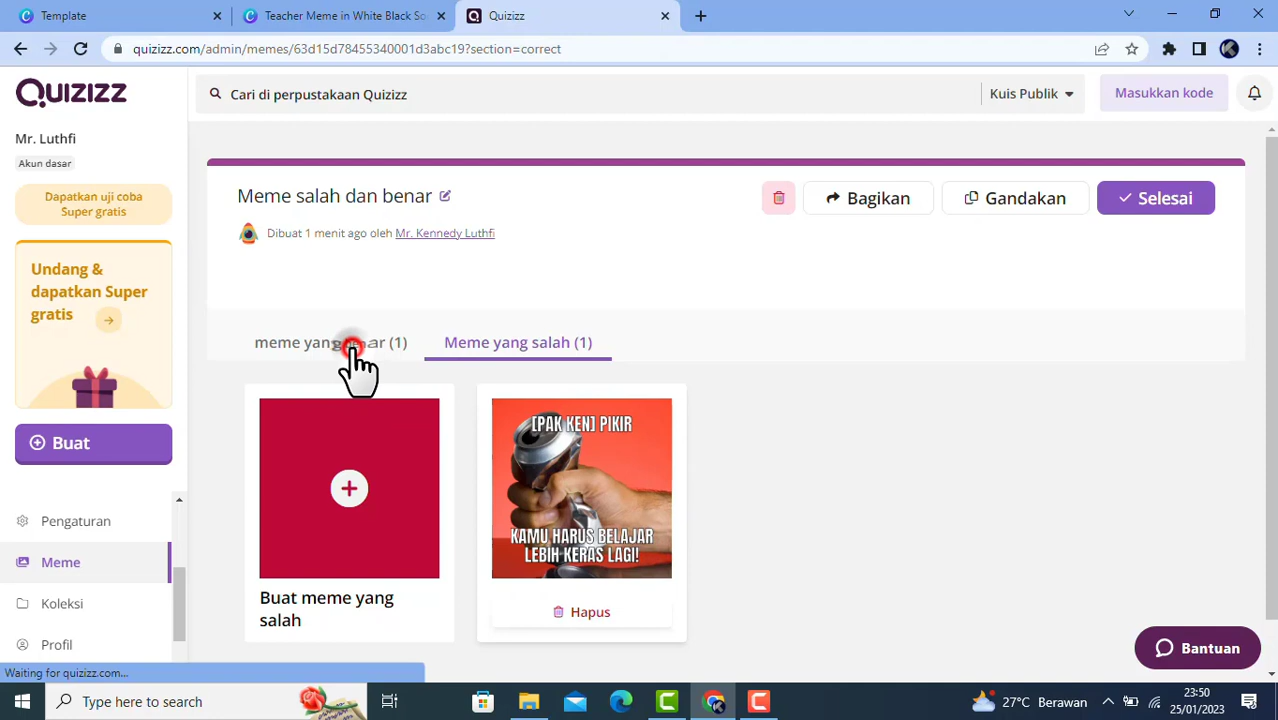 Template
Teacher Meme in White Black So
Quizizz
quizizz.com/admin/memes/63d15d78455340001d3abc19?section=correct
QUIZIZZ
Cari di perpustakaan Quizizz
Kuis Publik
Masukkan kode
Mr. Luthfi
Akun dasar
Dapatkan uji coba
Super gratis
Undang &
dapatkan Super
gratis
Buat
Pengaturan
Meme
Koleksi
Profil
Meme salah dan benar
Bagikan
Gandakan
Selesai
Dibuat 1 menit ago oleh Mr. Kennedy Luthfi
meme yang benar (1)
Meme yang salah (1)
[PAK KEN] PIKIR
KAMU HARUS BELAJAR
LEBIH KERAS LAGI!
Buat meme yang
salah
Hapus
Bantuan
Waiting for quizizz.com...
Type here to search
27°C Berawan
23:50
25/01/2023